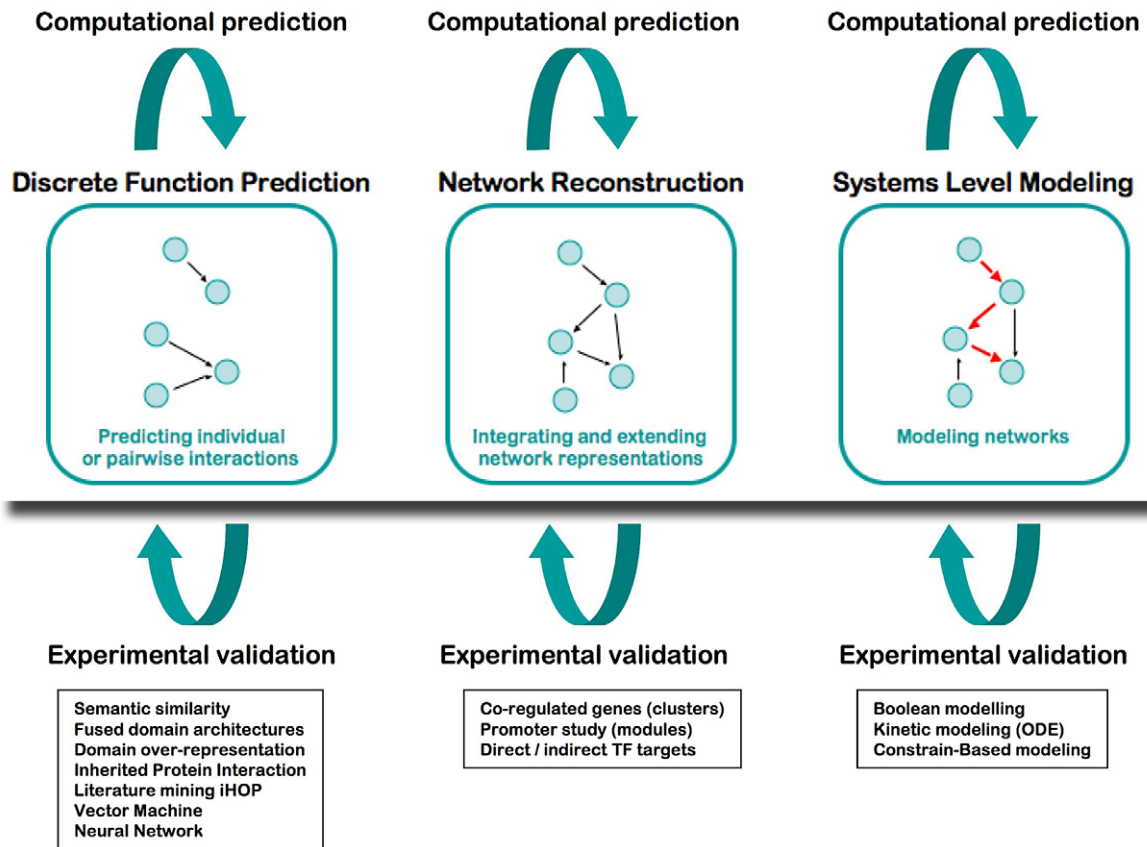 Computational prediction
Computational prediction
Computational prediction
Discrete Function Prediction
Network Reconstruction
Systems Level Modeling
Predicting individual
or pairwise interactions
Integrating and extending
network representations
Modeling networks
Experimental validation
Experimental validation
Experimental validation
Semantic similarity
Fused domain architectures
Domain over-representation
Inherited Protein Interaction
Literature mining iHOP
Vector Machine
Neural Network
Co-regulated genes (clusters)
Promoter study (modules)
Direct / indirect TF targets
Boolean modelling
Kinetic modeling (ODE)
Constrain-Based modeling